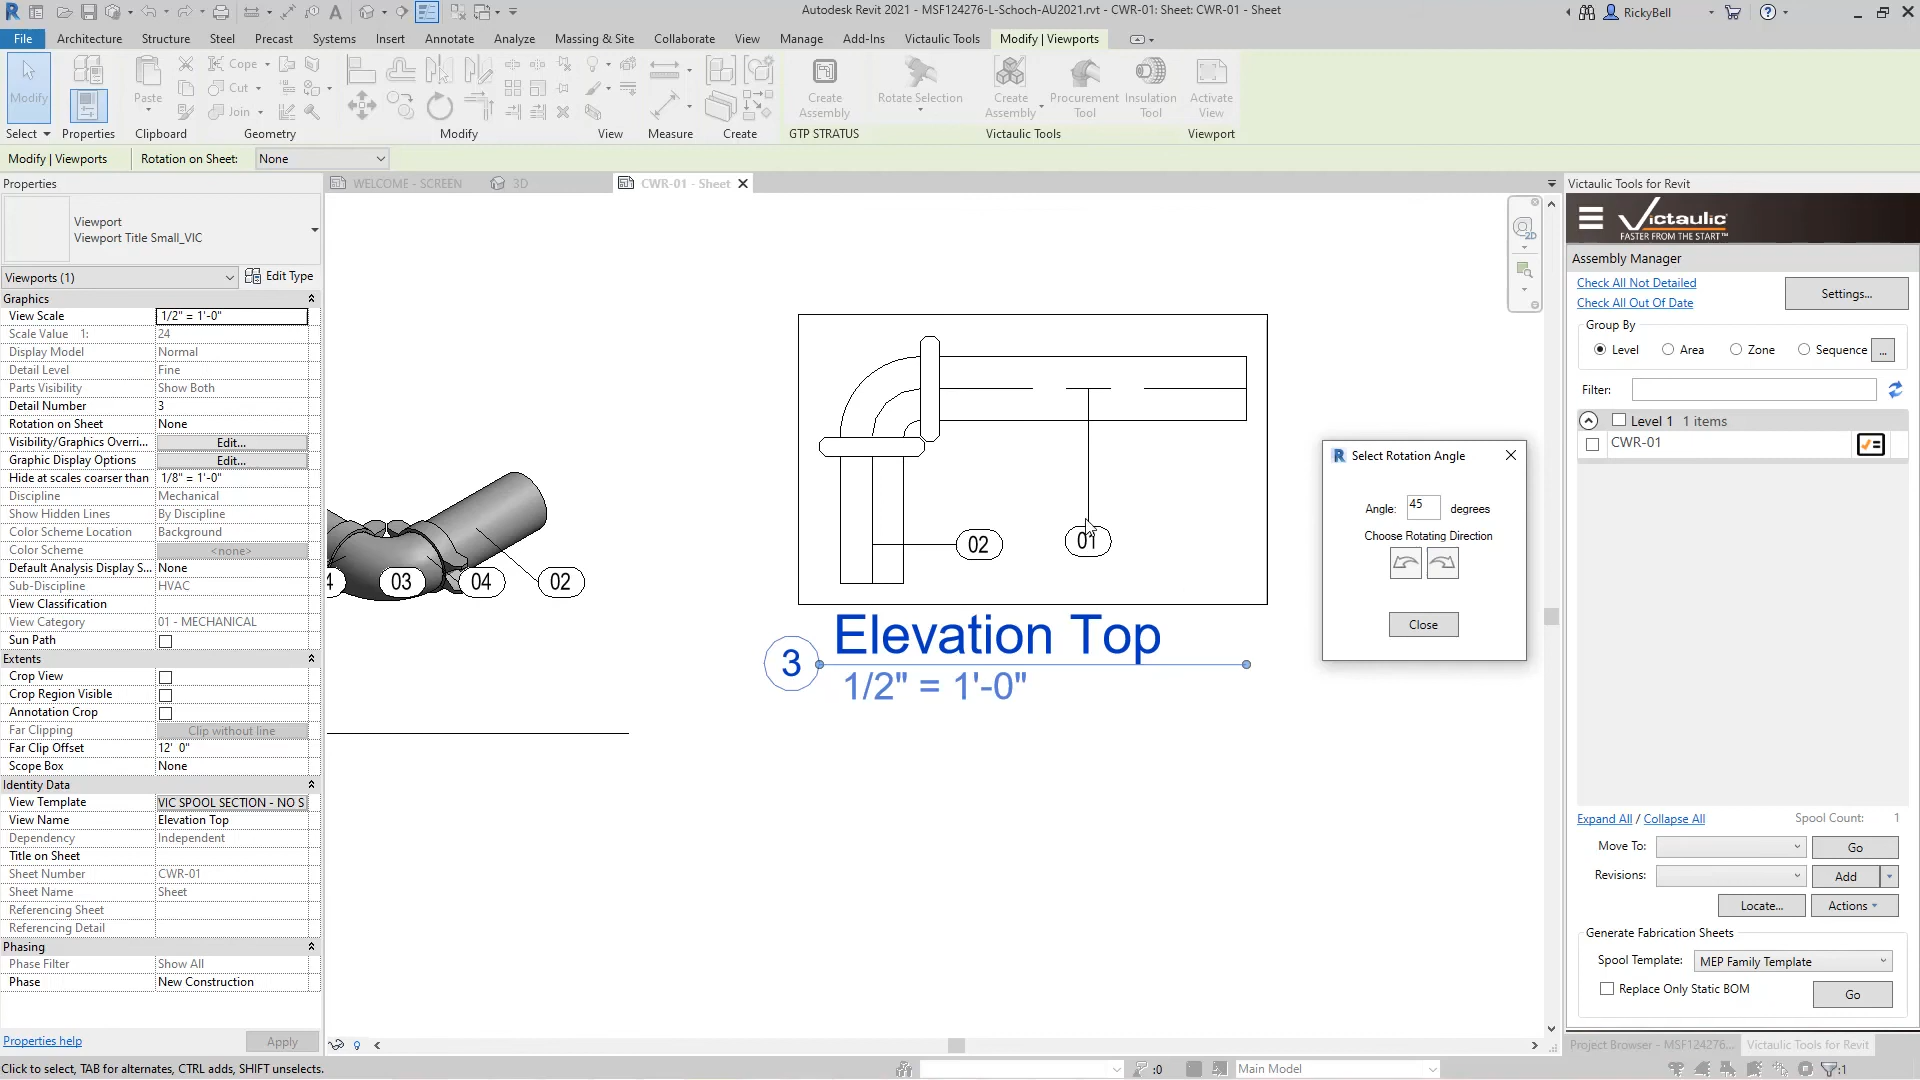 Autodesk Revit 2021 - MSF124276-L-Schoch-AU2021.rvt - CWR-01: Sheet: CWR-01 - Sheet
RickyBell
File
Architecture
Structure
Steel
Precast
Systems
Insert
Annotate
Analyze
Massing & Site
Collaborate
View
Manage
Add-Ins
Victaulic Tools
Modify | Viewports
Modify
Paste
Cope
Cut
Join
Create
Assembly
Rotate Selection
Create
Assembly
Procurement
Tool
Insulation
Tool
Activate
View
Select
Properties
Clipboard
Geometry
Modify
View
Measure
Create
GTP STRATUS
Victaulic Tools
Viewport
Modify | Viewports
Rotation on Sheet:
None
Properties
WELCOME - SCREEN
3D
CWR-01 - Sheet
Viewport
Viewport Title Small_VIC
Viewports (1)
Edit Type
Graphics
View Scale 1/2" = 1'-0"
Scale Value 1: 24
Display Model Normal
Detail Level Fine
Parts Visibility Show Both
Detail Number 3
Rotation on Sheet None
Visibility/Graphics Overri... Edit...
Graphic Display Options Edit...
Hide at scales coarser than 1/8" = 1'-0"
Discipline Mechanical
Show Hidden Lines By Discipline
Color Scheme Location Background
Color Scheme <none>
Default Analysis Display S... None
Sub-Discipline HVAC
View Classification
View Category 01 - MECHANICAL
Sun Path
Extents
Crop View
Crop Region Visible
Annotation Crop
Far Clipping Clip without line
Far Clip Offset 12' 0"
Scope Box None
Identity Data
View Template VIC SPOOL SECTION - NO S
View Name Elevation Top
Dependency Independent
Title on Sheet
Sheet Number CWR-01
Sheet Name Sheet
Referencing Sheet
Referencing Detail
Phasing
Phase Filter Show All
Phase New Construction
Properties help
Apply
4
03
04
02
02
01
3
Elevation Top
1/2" = 1'-0"
2D
Select Rotation Angle
Angle: 45 degrees
Choose Rotating Direction
Close
Victaulic Tools for Revit
Victaulic
FASTER FROM THE START™
Assembly Manager
Check All Not Detailed
Check All Out Of Date
Settings...
Group By
Level
Area
Zone
Sequence
...
Filter:
Level 1 1 items
CWR-01
Expand All / Collapse All
Spool Count: 1
Move To:
Go
Revisions:
Add
Locate...
Actions
Generate Fabrication Sheets
Spool Template: MEP Family Template
Replace Only Static BOM
Go
Project Browser - MSF124276...
Victaulic Tools for Revit
Click to select, TAB for alternates, CTRL adds, SHIFT unselects.
:0
Main Model
:1